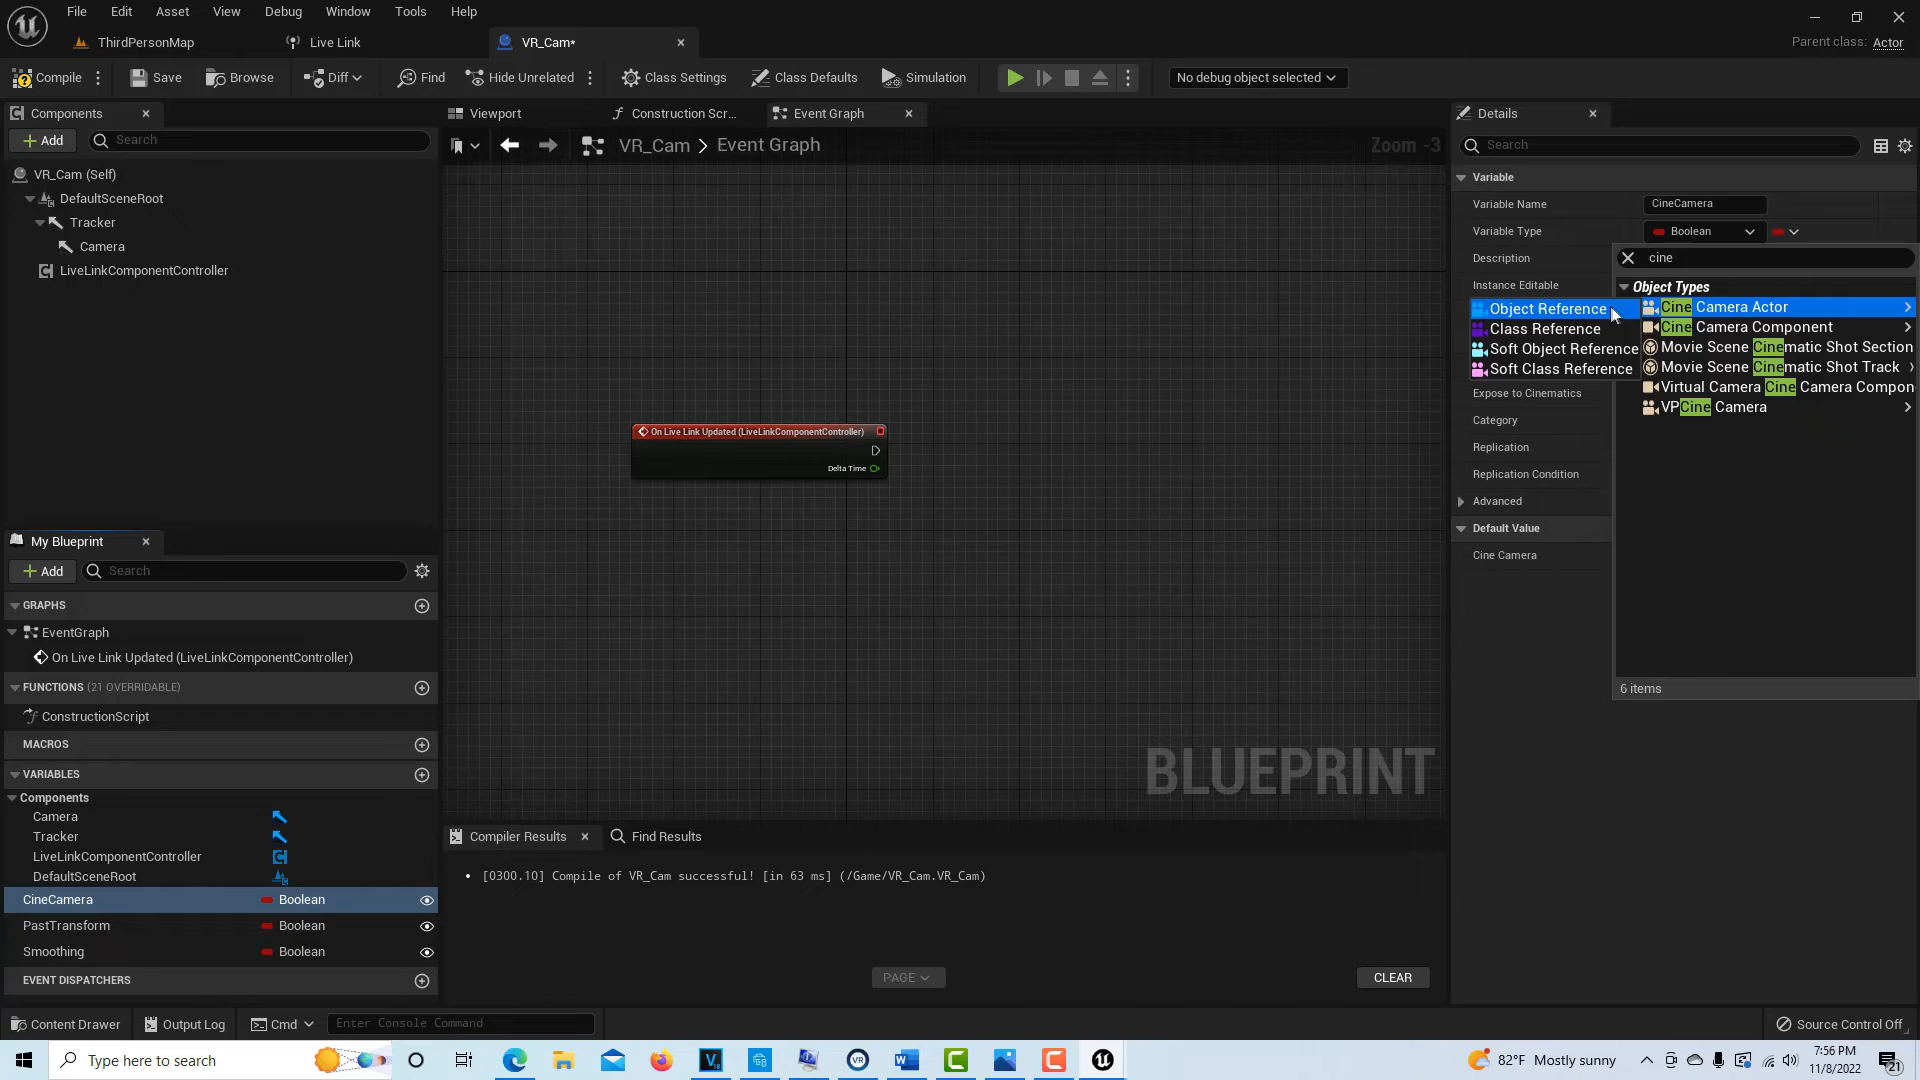 File Edit Asset View Debug Window Tools Help
ThirdPersonMap Live Link VR_Cam*
Parent class: Actor
Compile Save Browse Diff Find Hide Unrelated Class Settings Class Defaults Simulation No debug object selected
Components
Add Search
VR_Cam (Self)
DefaultSceneRoot
Tracker
Camera
LiveLinkComponentController
My Blueprint
Add Search
GRAPHS
EventGraph
On Live Link Updated (LiveLinkComponentController)
FUNCTIONS (21 OVERRIDABLE)
ConstructionScript
MACROS
VARIABLES
Components
Camera
Tracker
LiveLinkComponentController
DefaultSceneRoot
CineCamera Boolean
PastTransform Boolean
Smoothing Boolean
EVENT DISPATCHERS
Viewport Construction Scr... Event Graph
VR_Cam > Event Graph Zoom -3
On Live Link Updated (LiveLinkComponentController)
Delta Time
BLUEPRINT
Compiler Results Find Results
• [0300.10] Compile of VR_Cam successful! [in 63 ms] (/Game/VR_Cam.VR_Cam)
PAGE CLEAR
Details
Search
Variable
Variable Name CineCamera
Variable Type Boolean
Description
Instance Editable
Expose to Cinematics
Category
Replication
Replication Condition
Advanced
Default Value
Cine Camera
cine
Object Types
Cine Camera Actor
Cine Camera Component
Movie Scene Cinematic Shot Section
Movie Scene Cinematic Shot Track
Virtual Camera Cine Camera Compon
VPCine Camera
6 items
Object Reference
Class Reference
Soft Object Reference
Soft Class Reference
Content Drawer Output Log Cmd Enter Console Command Source Control Off
Type here to search 82°F Mostly sunny 7:56 PM
11/8/2022 21